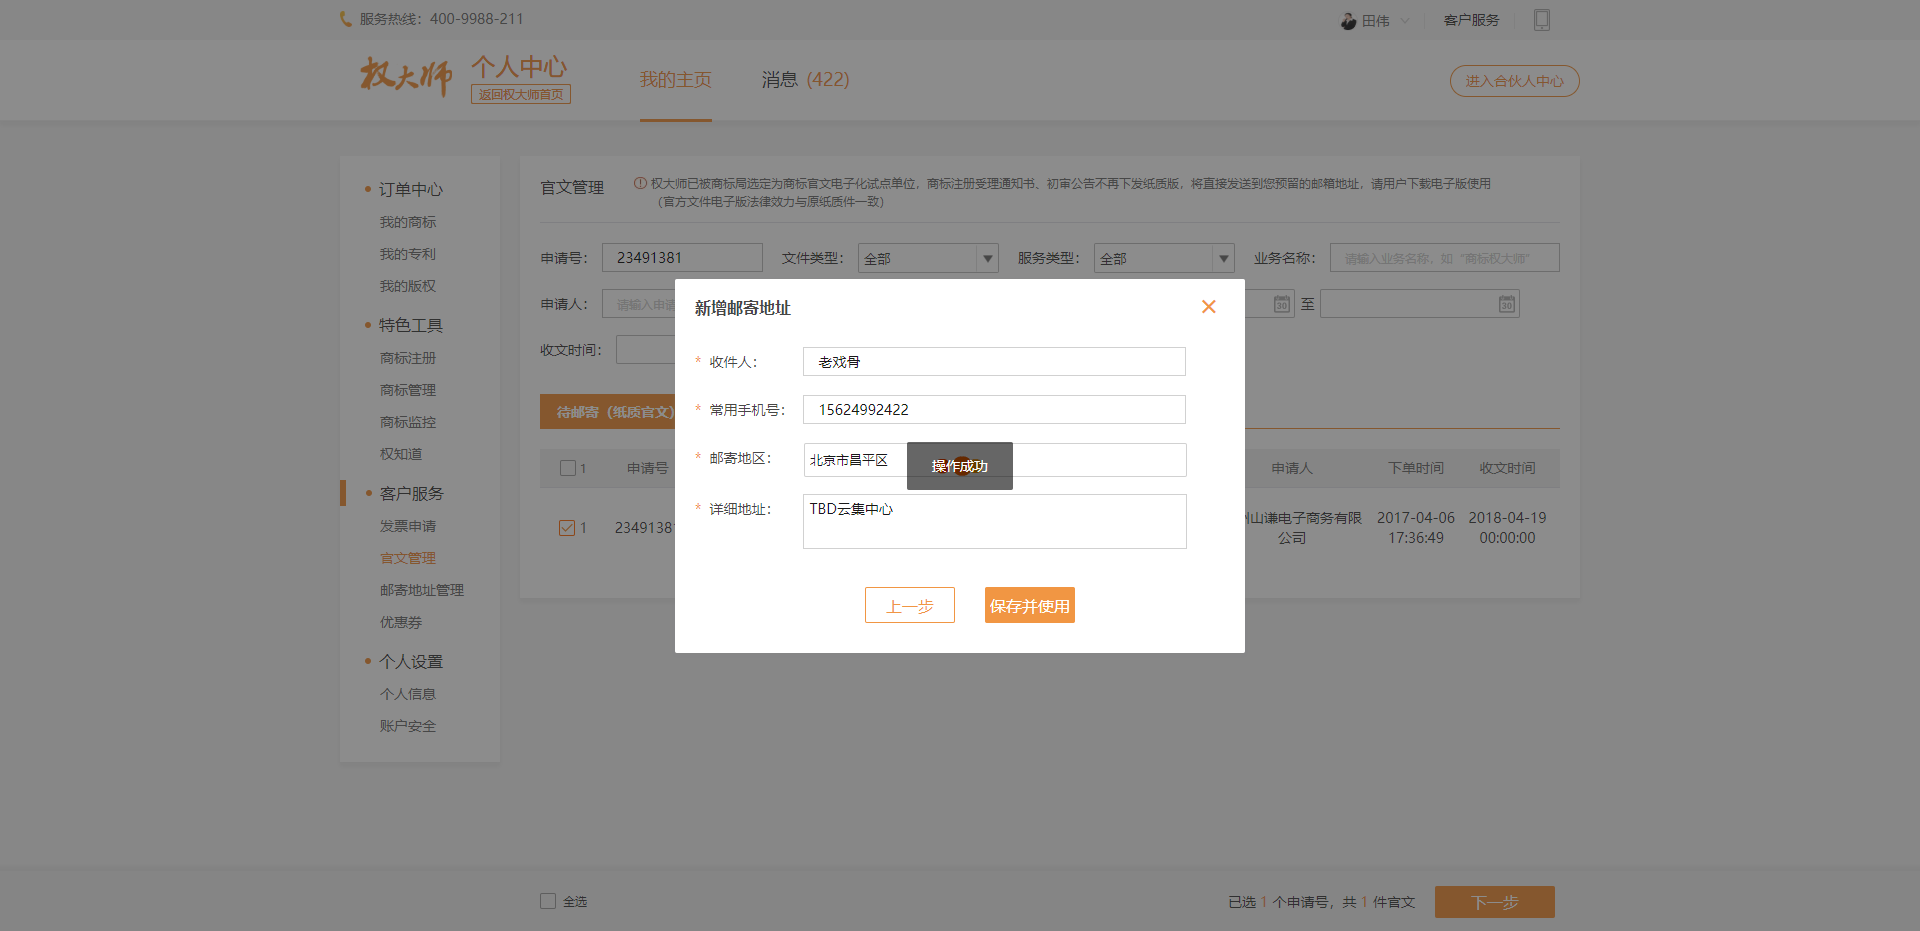 服务热线：400-9988-211
田伟
客户服务
权大师
个人中心
返回权大师首页
我的主页
消息 (422)
进入合伙人中心
订单中心
我的商标
我的专利
我的版权
特色工具
商标注册
商标管理
商标监控
权知道
客户服务
发票申请
官文管理
邮寄地址管理
优惠券
个人设置
个人信息
账户安全
官文管理
权大师已被商标局选定为商标官文电子化试点单位，商标注册受理通知书、初审公告不再下发纸质版，将直接发送到您预留的邮箱地址，请用户下载电子版使用
（官方文件电子版法律效力与原纸质件一致）
申请号： 23491381 文件类型： 全部 服务类型： 全部 业务名称： 请输入业务名称，如“商标权大师”
申请人： 请输入申请 30 至 30
收文时间：
待邮寄（纸质官文）
1 申请号 申请人 下单时间 收文时间
1 23491381 山谦电子商务有限公司 2017-04-06 17:36:49 2018-04-19 00:00:00
新增邮寄地址
* 收件人： 老戏骨
* 常用手机号： 15624992422
* 邮寄地区： 北京市昌平区
操作成功
* 详细地址： TBD云集中心
上一步 保存并使用
全选
已选 1 个申请号，共 1 件官文 下一步